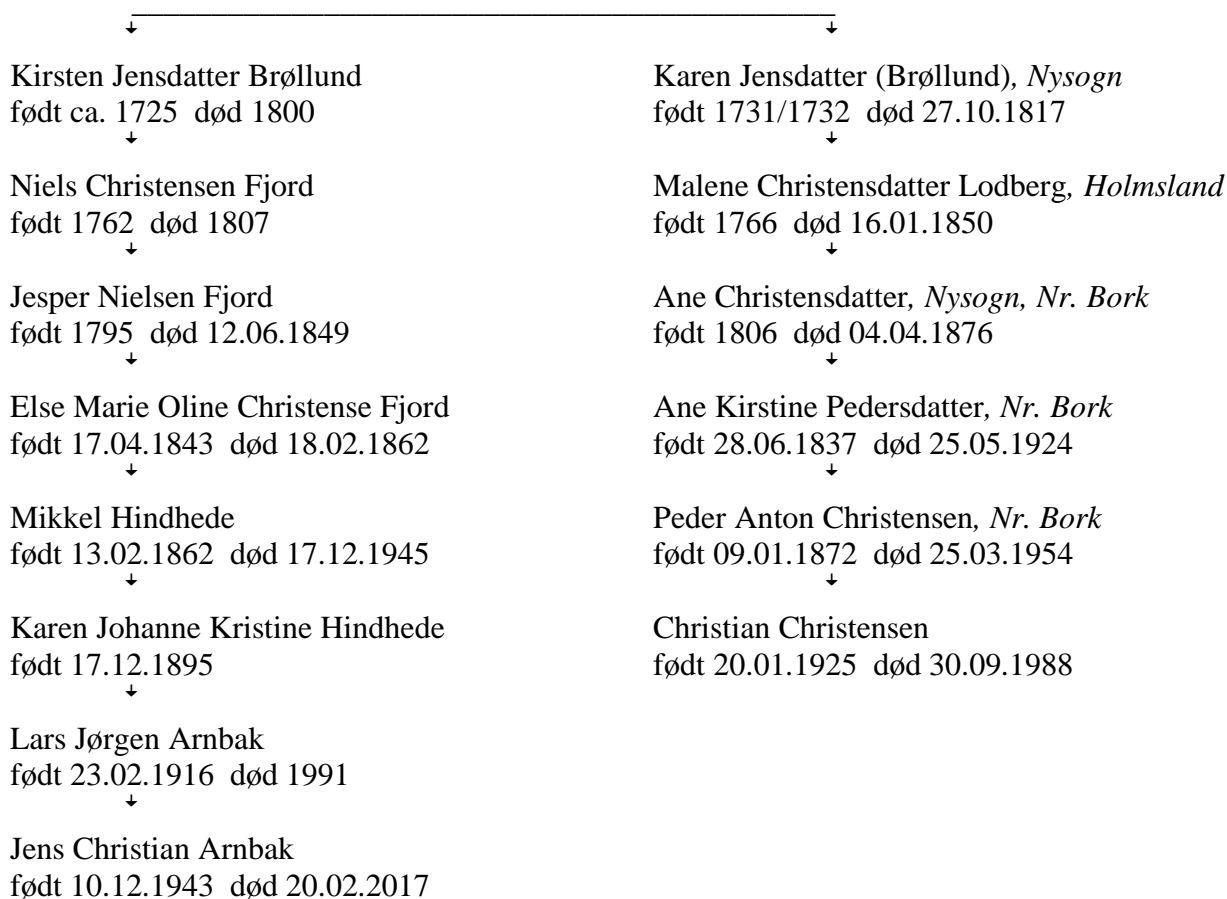 Kirsten Jensdatter Brøllund
født ca. 1725 død 1800
Niels Christensen Fjord
født 1762 død 1807
Jesper Nielsen Fjord
født 1795 død 12.06.1849
Else Marie Oline Christense Fjord
født 17.04.1843 død 18.02.1862
Mikkel Hindhede
født 13.02.1862 død 17.12.1945
Karen Johanne Kristine Hindhede
født 17.12.1895
Lars Jørgen Arnbak
født 23.02.1916 død 1991
Jens Christian Arnbak
født 10.12.1943 død 20.02.2017
Karen Jensdatter (Brøllund), Nysogn
født 1731/1732 død 27.10.1817
Malene Christensdatter Lodberg, Holmsland
født 1766 død 16.01.1850
Ane Christensdatter, Nysogn, Nr. Bork
født 1806 død 04.04.1876
Ane Kirstine Pedersdatter, Nr. Bork
født 28.06.1837 død 25.05.1924
Peder Anton Christensen, Nr. Bork
født 09.01.1872 død 25.03.1954
Christian Christensen
født 20.01.1925 død 30.09.1988